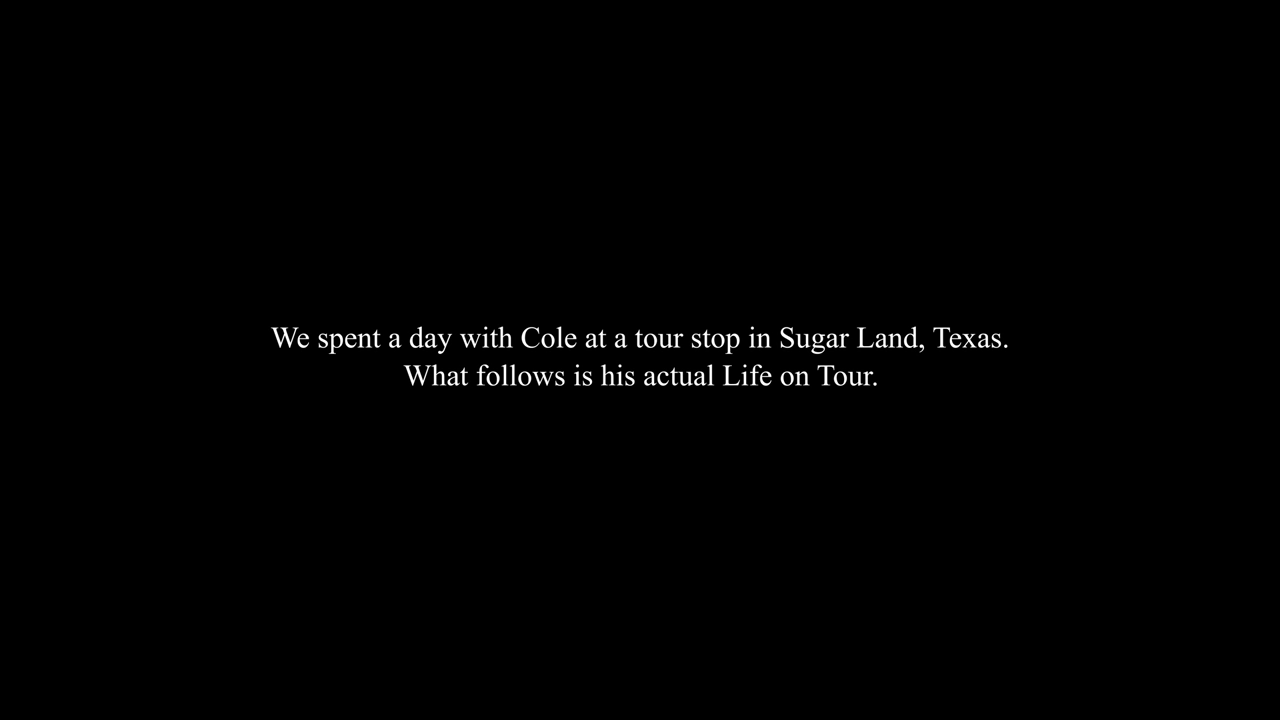 We spent a day with Cole at a tour stop in Sugar Land, Texas.
What follows is his actual Life on Tour.